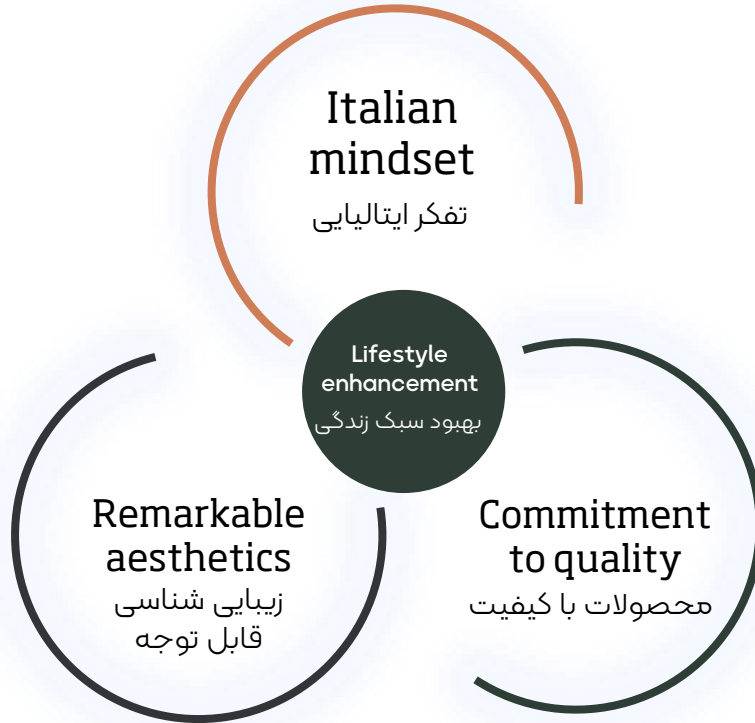 Italian
mindset
تفکر ایتالیایی
Lifestyle
enhancement
بهبود سبک زندگی
Remarkable
aesthetics
زیبایی شناسی
قابل توجه
Commitment
to quality
محصولات با کیفیت